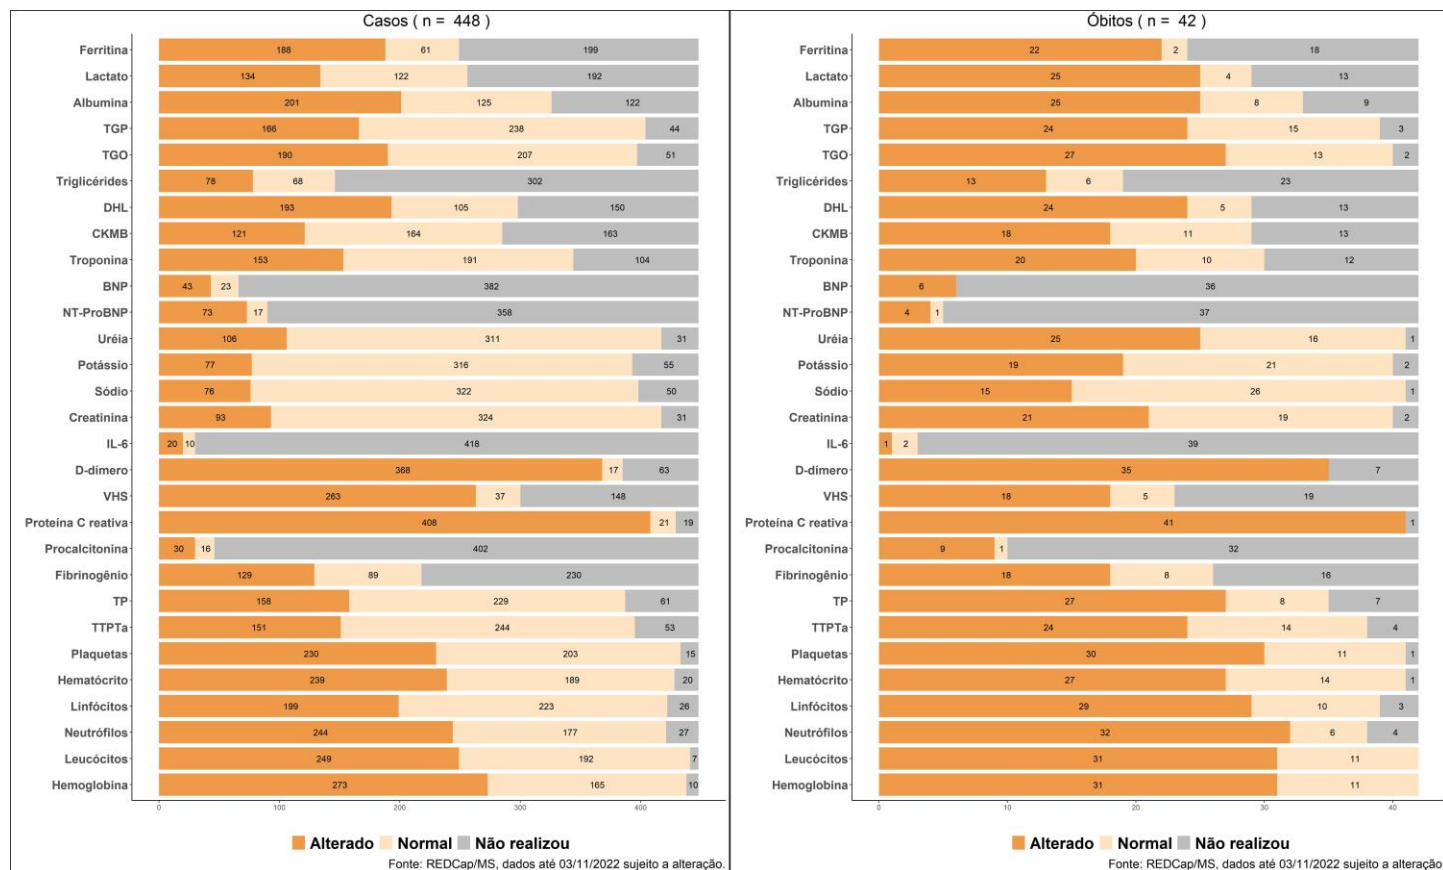 Casos ( n = 448 )
Ferritina 188 61 199
Lactato 134 122 192
Albumina 201 125 122
TGP 166 238 44
TGO 190 207 51
Triglicérides 78 68 302
DHL 193 105 150
CKMB 121 164 163
Troponina 153 191 104
BNP 43 23 382
NT-ProBNP 73 17 358
Uréia 106 311 31
Potássio 77 316 55
Sódio 76 322 50
Creatinina 93 324 31
IL-6 20 10 418
D-dímero 368 17 63
VHS 263 37 148
Proteína C reativa 408 21 19
Procalcitonina 30 16 402
Fibrinogênio 129 89 230
TP 158 229 61
TTPTa 151 244 53
Plaquetas 230 203 15
Hematócrito 239 189 20
Linfócitos 199 223 26
Neutrófilos 244 177 27
Leucócitos 249 192 7
Hemoglobina 273 165 10
0 100 200 300 400
Alterado Normal Não realizou
Fonte: REDCap/MS, dados até 03/11/2022 sujeito a alteração.
Óbitos ( n = 42 )
Ferritina 22 2 18
Lactato 25 4 13
Albumina 25 8 9
TGP 24 15 3
TGO 27 13 2
Triglicérides 13 6 23
DHL 24 5 13
CKMB 18 11 13
Troponina 20 10 12
BNP 6 36
NT-ProBNP 4 1 37
Uréia 25 16 1
Potássio 19 21 2
Sódio 15 26 1
Creatinina 21 19 2
IL-6 1 2 39
D-dímero 35 7
VHS 18 5 19
Proteína C reativa 41 1
Procalcitonina 9 1 32
Fibrinogênio 18 8 16
TP 27 8 7
TTPTa 24 14 4
Plaquetas 30 11 1
Hematócrito 27 14 1
Linfócitos 29 10 3
Neutrófilos 32 6 4
Leucócitos 31 11
Hemoglobina 31 11
0 10 20 30 40
Alterado Normal Não realizou
Fonte: REDCap/MS, dados até 03/11/2022 sujeito a alteração